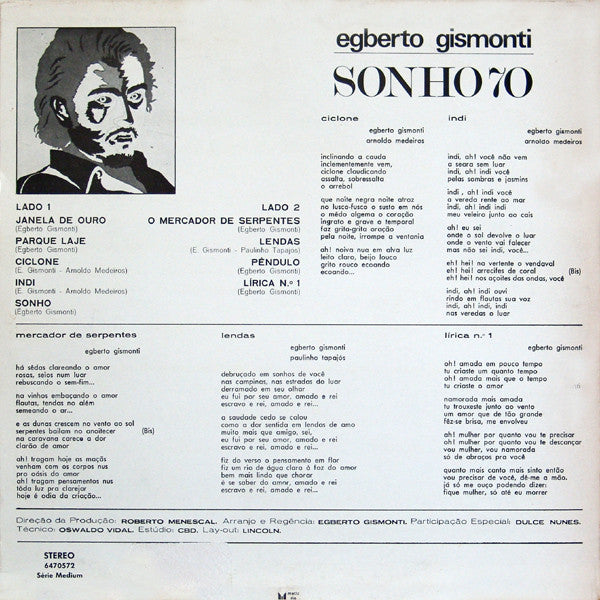 egberto gismonti
SONHO 70
LADO 1
JANELA DE OURO
(Egberto Gismonti)
PARQUE LAJE
(Egberto Gismonti)
CICLONE
(E. Gismonti - Arnoldo Medeiros)
INDI
(E. Gismonti - Arnoldo Medeiros)
SONHO
(Egberto Gismonti)
LADO 2
O MERCADOR DE SERPENTES
(Egberto Gismonti)
LENDAS
(E. Gismonti - Paulinho Tapajos)
PÊNDULO
(Egberto Gismonti)
LÍRICA N.º 1
(Egberto Gismonti)
ciclone
egberto gismonti
arnoldo medeiros
inclinando a cauda
inclementemente vem,
ciclone claudicando
assalta, sobressalta
o arrebol
que noite negra noite atroz
no lusca-fusco o susto em nós
o mêdo algema o coração
ingrato e grave o temporal
faz grita-grita oração
pela noite, irrompe a ventania
ah! noiva nua em alva luz
leito claro, beijo louco
grito rouco ecoando
ecoando...
indi
egberto gismonti
arnoldo medeiros
indi, ah! você não vem
a seara sem luar
indi, ah! indi você
pelas sombras e jasmins
indi, ah! indi você
a vereda rente ao mar
indi, ah! indi indi
meu veleiro junto ao cais
ah! eu sei
onde o sol devolve o luar
onde o vento vai falecer
mas não sei indi, você...
eh! hei! na vertente o vendaval
eh! hei! arrecifes de coral (Bis)
eh! hei! nos açoites das ondas, você
indi, ah! indi ouvi
rindo em flautas sua voz
indi, ah! indi, indi
nas veredas o luar
mercador de serpentes
egberto gismonti
há sêdas clareando o amor
rosas, seios num luar
rebuscando o sem-fim...
na vinhos embaçando o amor
flautas, tendas no além
semeando o ar...
e as dunas crescem no vento ao sol
serpentes bailam no anoitecer (Bis)
na caravana carece a dor
clarão de amor
ah! tragam hoje as maçãs
venham com os corpos nus
pro oásis do amor
ah! tragam pensamentos nus
tôda luz pra clarejar
hoje é odia da criação...
lendas
egberto gismonti
paulinho tapajós
debruçado em sonhos de você
nas campinas, nas estradas do luar
derramado em seu olhar
eu fui por seu amor, amado e rei
escravo e rei, amado e rei...
a saudade cedo se calou
como a dor sentida em lendas de amo
muito mais que amigo, sei,
eu fui por seu amor, amado e rei
escravo e rei, amado e rei...
fiz do verso o pensamento em flor
fiz um rio de água clara à foz do amor
bem mais lindo que chorar
é se saber do amor, amado e rei
escravo e rei, amado e rei...
lírica n.º 1
egberto gismonti
oh! amada em pouco tempo
tu criaste um quanto tempo
oh! amada mais que o tempo
tu criaste o amor
namorada mais amada
tu trouxeste junto ao vento
um amor que de tão grande
fêz-se brisa, me envolveu
ah! mulher por quanto vou te precisar
oh! mulher por quanto vou te descançar
vou mulher, vou namorada
só de abraços pra você
quanto mais canto mais sinto então
vou precisar de você, dê-me a mão.
já só me ouço podendo dizer:
fique mulher, só até eu morrer
Direção da Produção: ROBERTO MENESCAL. Arranjo e Regência: EGBERTO GISMONTI. Participação Especial: DULCE NUNES.
Técnico: OSWALDO VIDAL. Estúdio: CBD. Lay-out: LINCOLN.
STEREO
6470572
Série Medium